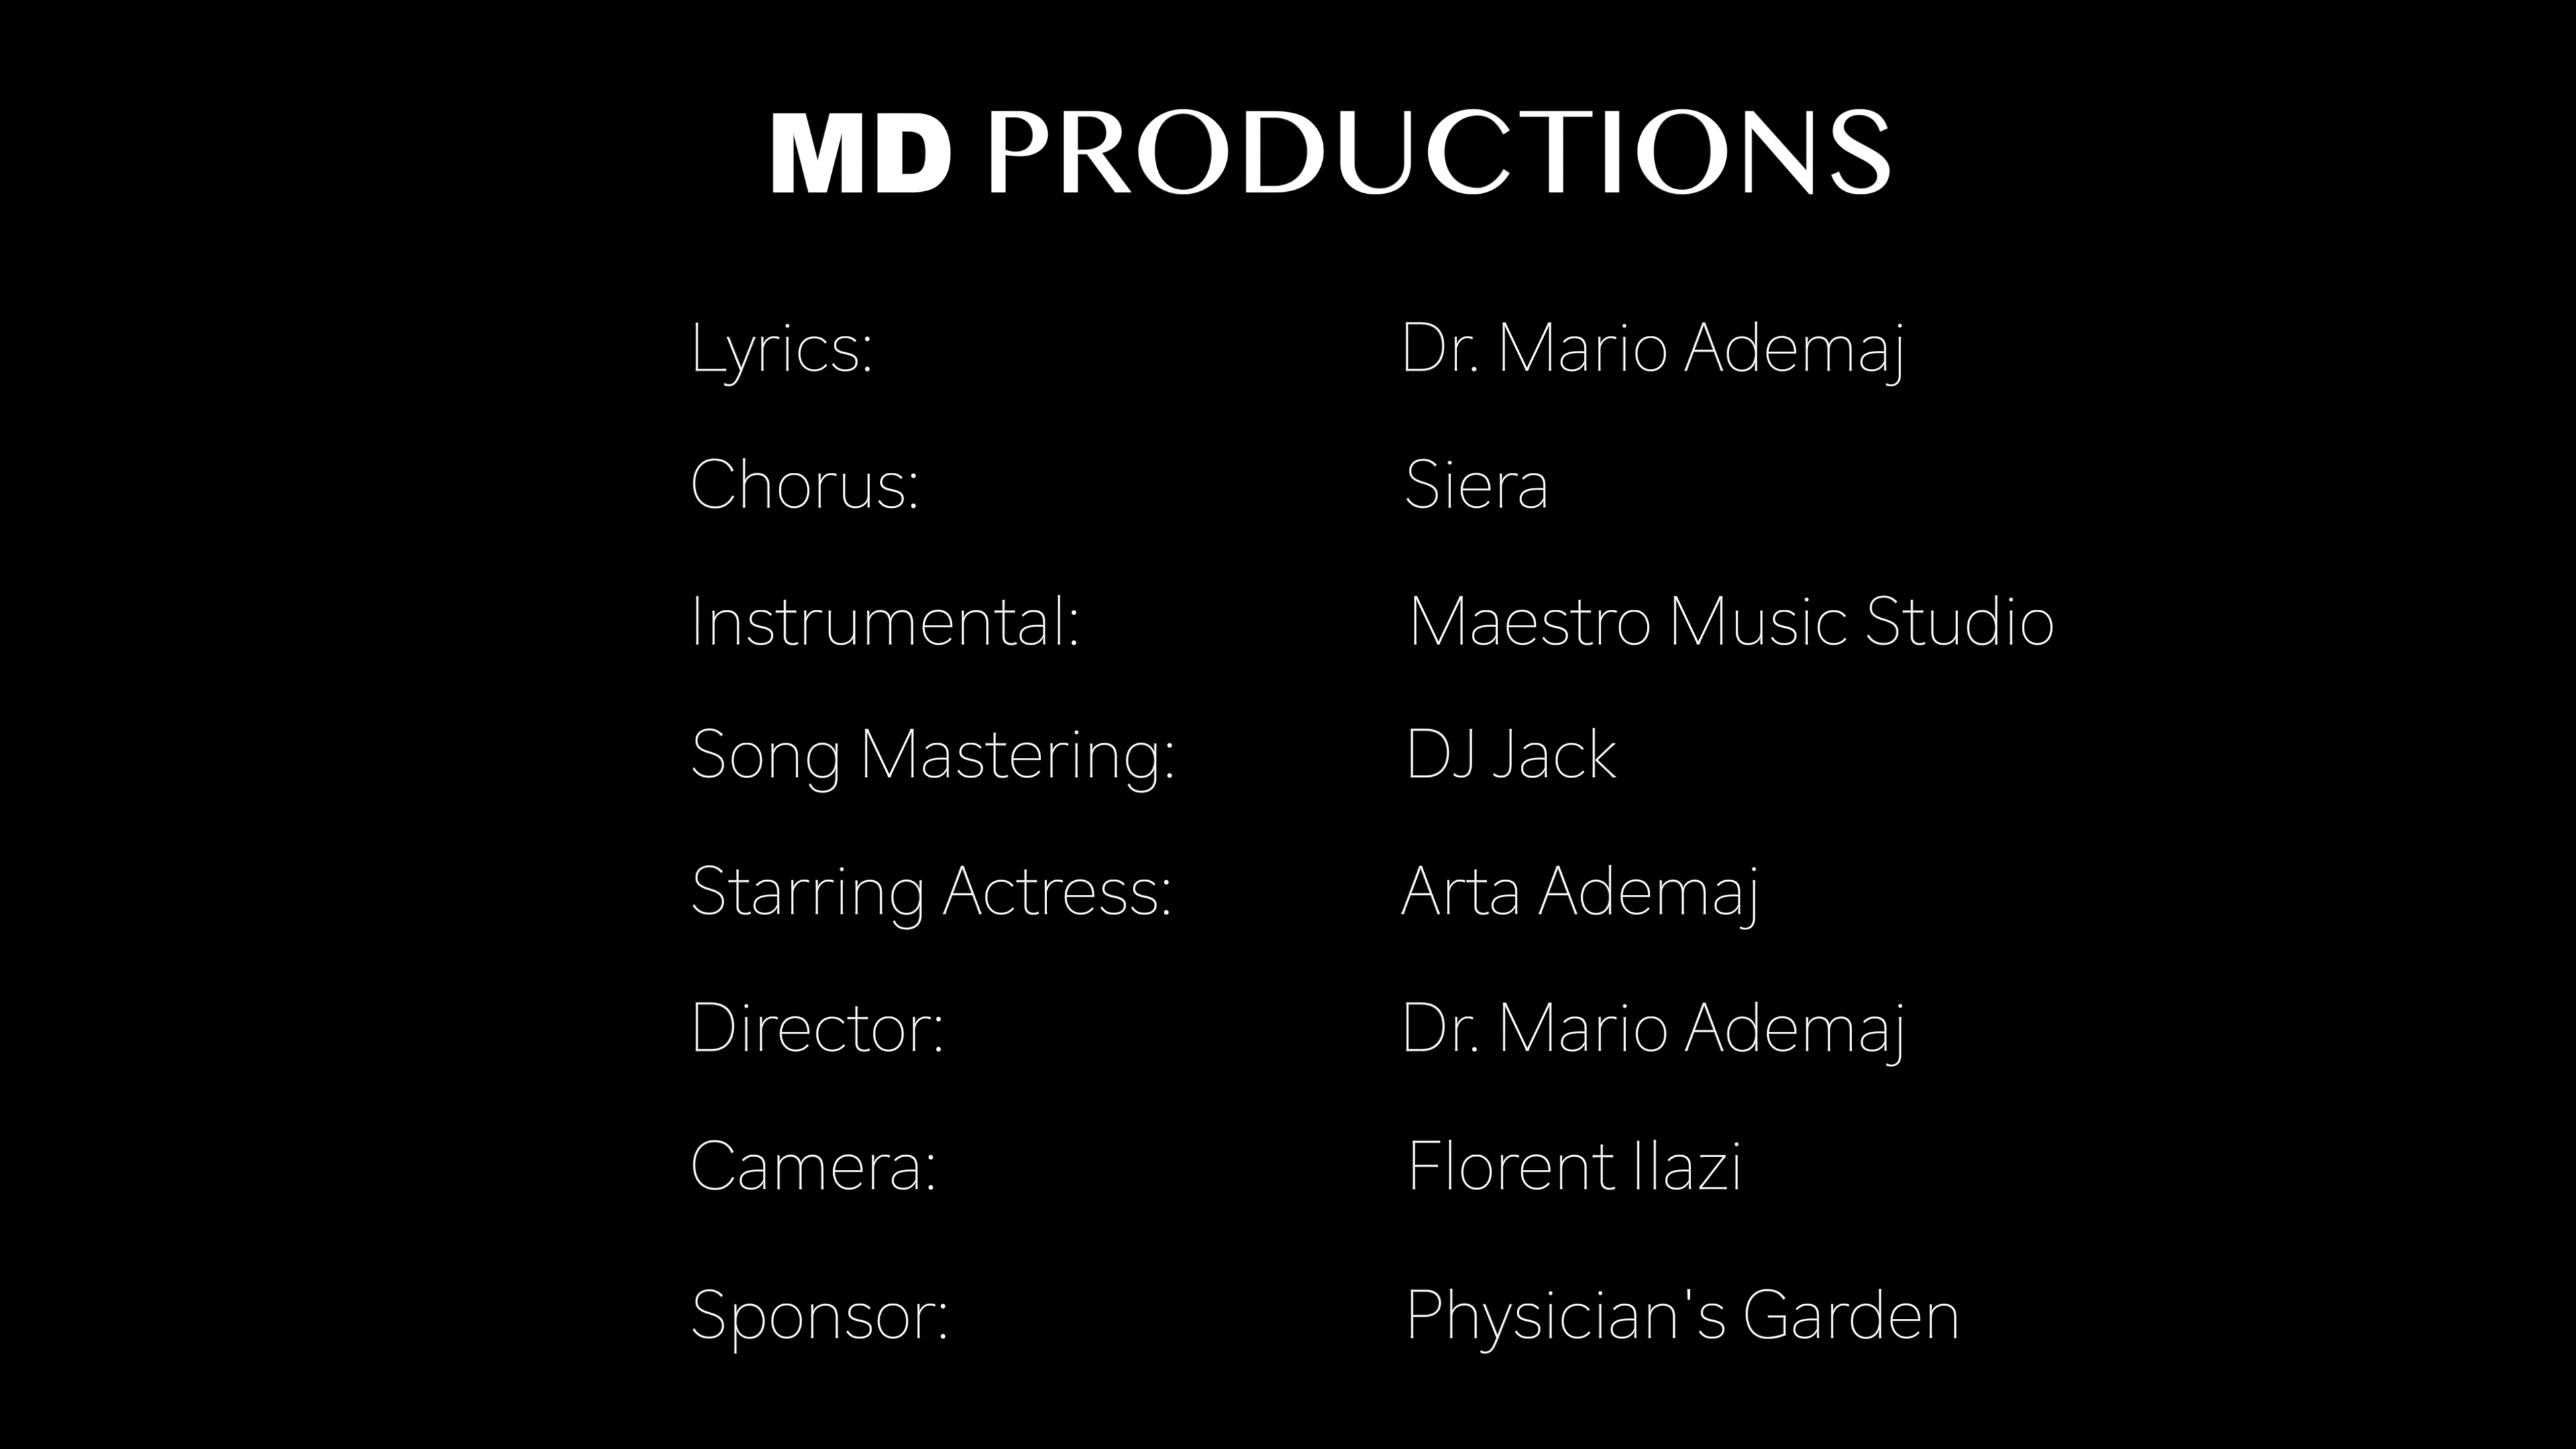 MD PRODUCTIONS
Lyrics: Dr. Mario Ademaj
Chorus: Siera
Instrumental: Maestro Music Studio
Song Mastering: DJ Jack
Starring Actress: Arta Ademaj
Director: Dr. Mario Ademaj
Camera: Florent Ilazi
Sponsor: Physician's Garden